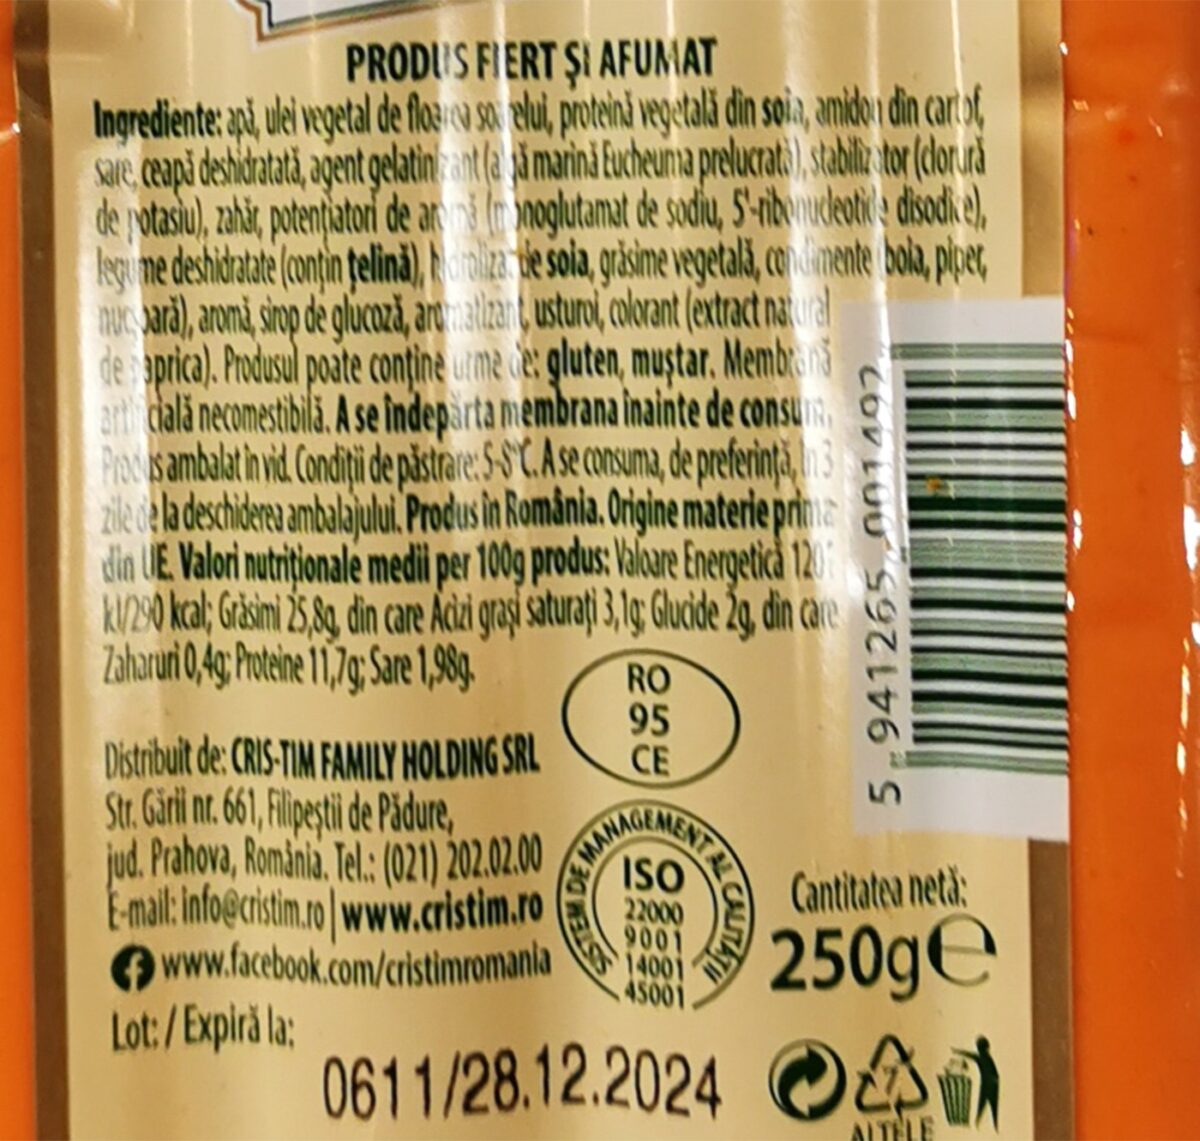 PRODUS FIERT ȘI AFUMAT
Ingrediente: apă, ulei vegetal de floarea soarelui, proteină vegetală din soia, amidon din cartof,
sare, ceapă deshidratată, agent gelatinizant (algă marină Eucheuma prelucrată), stabilizator (clorură
de potasiu), zahăr, potențiatori de aromă (monoglutamat de sodiu, 5'-ribonucleotide disodice),
legume deshidratate (conțin țelină), hidrolizat de soia, grăsime vegetală, condimente (boia, piper,
nucșoară), aromă, sirop de glucoză, aromatizant, usturoi, colorant (extract natural
de paprica). Produsul poate conține urme de: gluten, muștar. Membrană
artificială necomestibilă. A se îndepărta membrana înainte de consum.
Produs ambalat în vid. Condiții de păstrare: 5-8°C. A se consuma, de preferință, în 3
zile de la deschiderea ambalajului. Produs în România. Origine materie primă
din UE. Valori nutriționale medii per 100g produs: Valoare Energetică
kJ/290 kcal; Grăsimi 25,8g, din care Acizi grași saturați 3,1g; Glucide 2g, din care
Zaharuri 0,4g; Proteine 11,7g; Sare 1,98g.
RO
95
CE
Distribuit de: CRIS-TIM FAMILY HOLDING SRL
Str. Gării nr. 661, Filipeștii de Pădure,
jud. Prahova, România. Tel.: (021) 202.02.00
E-mail: info@cristim.ro | www.cristim.ro
www.facebook.com/cristimromania
SISTEM DE MANAGEMENT AL CALITĂȚII
ISO
22000
9001
14001
45001
Cantitatea netă:
250g e
Lot: / Expiră la:
0611/28.12.2024
7
ALTELE
5 941265 001492